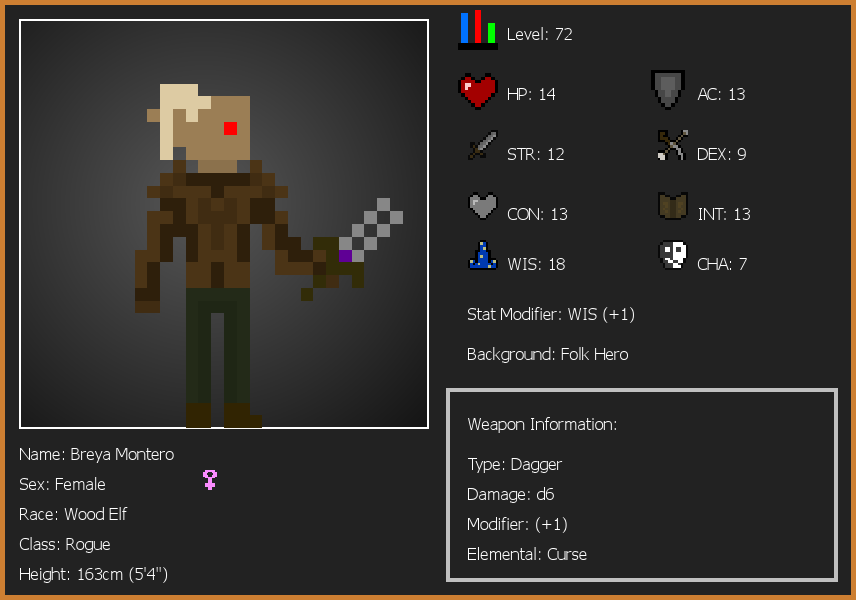 Level: 72
HP: 14
AC: 13
STR: 12
DEX: 9
CON: 13
INT: 13
WIS: 18
CHA: 7
Stat Modifier: WIS (+1)
Background: Folk Hero
Weapon Information:
Type: Dagger
Damage: d6
Modifier: (+1)
Elemental: Curse
Name: Breya Montero
Sex: Female
Race: Wood Elf
Class: Rogue
Height: 163cm (5'4")